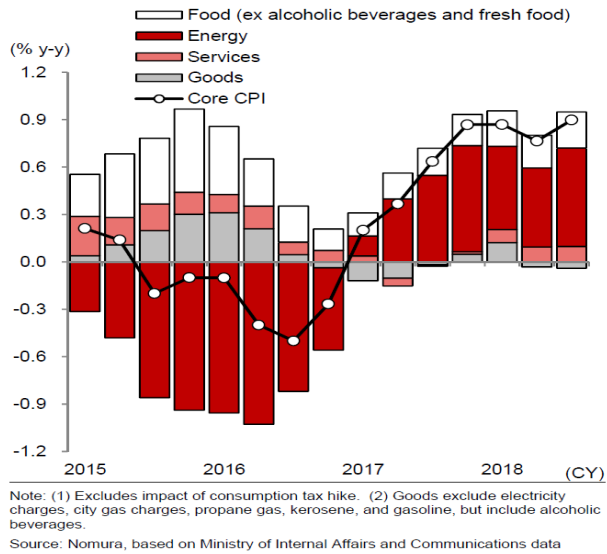 Food (ex alcoholic beverages and fresh food)
Energy
(% y-y)
Services
Goods
1.2
Core CPI
0.9
0.6
0.3
0.0
-0.3
-0.6
-0.9
-1.2
2015 2016 2017 2018 (CY)
Note: (1) Excludes impact of consumption tax hike. (2) Goods exclude electricity
charges, city gas charges, propane gas, kerosene, and gasoline, but include alcoholic
beverages.
Source: Nomura, based on Ministry of Internal Affairs and Communications data